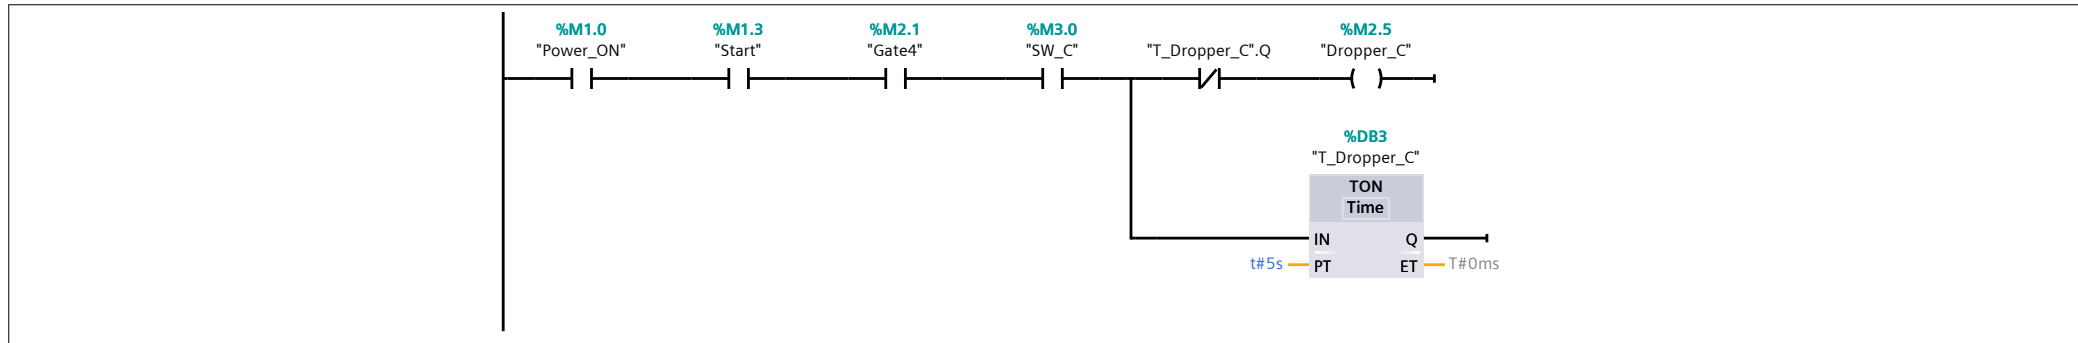 %M1.0 %M1.3 %M2.1 %M3.0 %M2.5
"Power_ON" "Start" "Gate4" "SW_C" "T_Dropper_C".Q "Dropper_C"
%DB3
"T_Dropper_C"
TON
Time
IN Q
t#5s PT ET T#0ms